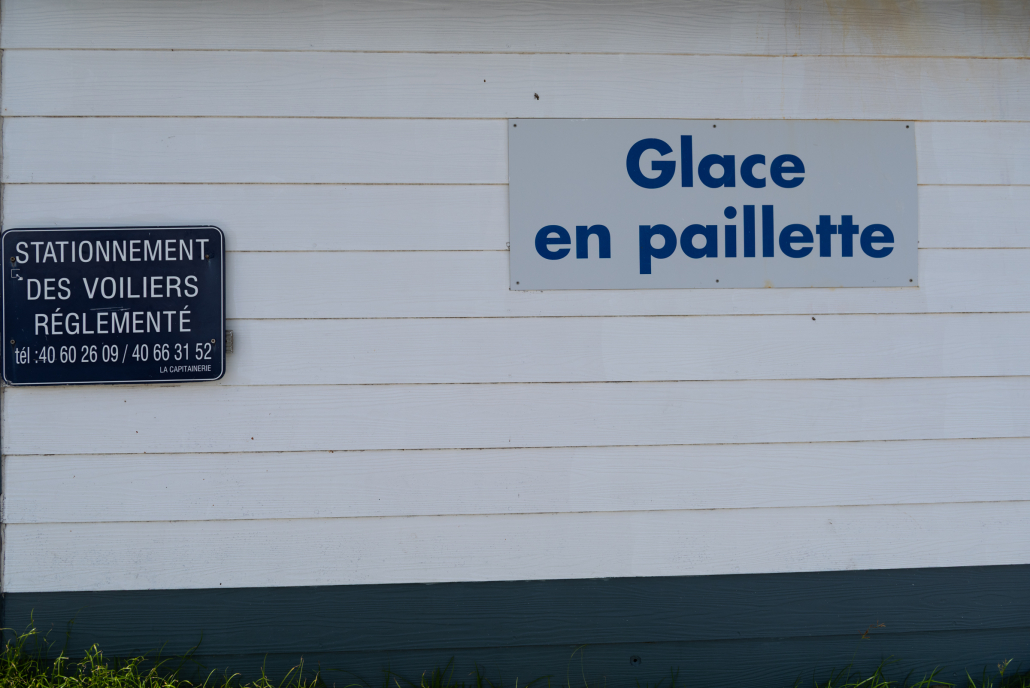 Glace
en paillette
STATIONNEMENT
DES VOILIERS
RÉGLEMENTÉ
tél :40 60 26 09 / 40 66 31 52
LA CAPITAINERIE